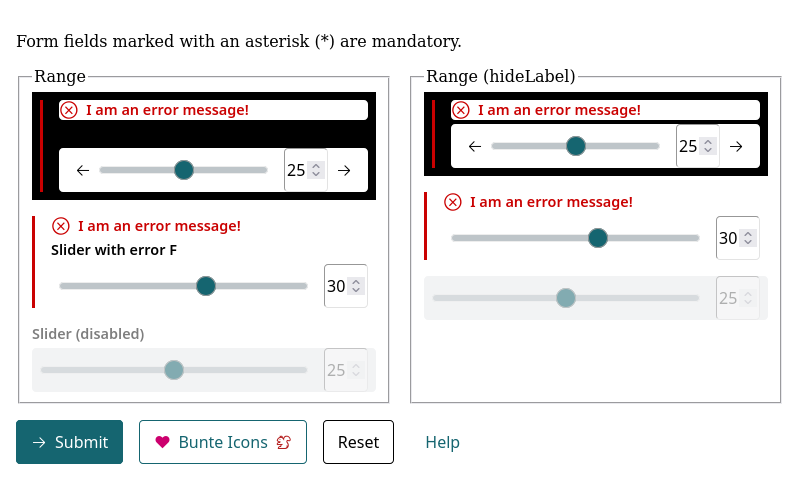 Form fields marked with an asterisk (*) are mandatory.
Range
I am an error message!
25
I am an error message!
Slider with error F
30
Slider (disabled)
25
Range (hideLabel)
I am an error message!
25
I am an error message!
30
25
Submit
Bunte Icons
Reset
Help